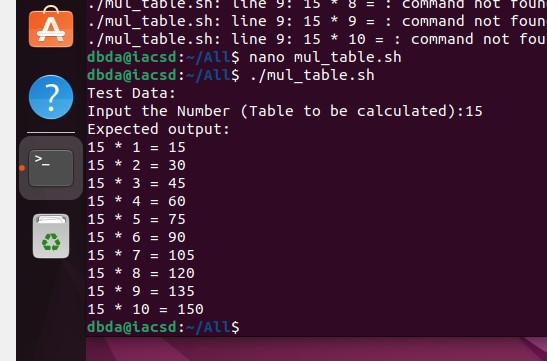 ./mul_table.sh: line 9: 15 * 8 = : command not foun
./mul_table.sh: line 9: 15 * 9 = : command not foun
./mul_table.sh: line 9: 15 * 10 = : command not fou
dbda@iacsd:~/All$ nano mul_table.sh
dbda@iacsd:~/All$ ./mul_table.sh
Test Data:
Input the Number (Table to be calculated):15
Expected output:
15 * 1 = 15
15 * 2 = 30
15 * 3 = 45
15 * 4 = 60
15 * 5 = 75
15 * 6 = 90
15 * 7 = 105
15 * 8 = 120
15 * 9 = 135
15 * 10 = 150
dbda@iacsd:~/All$